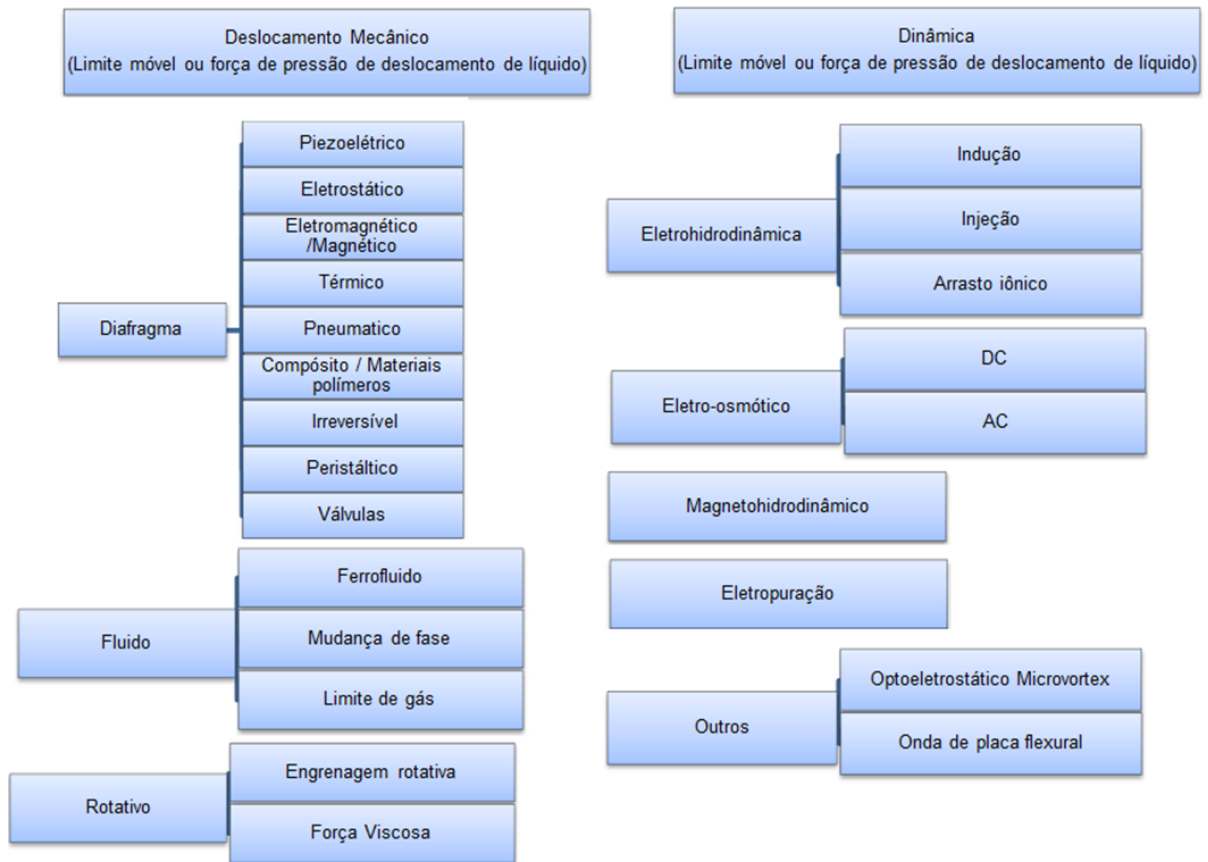 Deslocamento Mecânico
(Limite móvel ou força de pressão de deslocamento de líquido)
Diafragma
Piezoelétrico
Eletrostático
Eletromagnético
/Magnético
Térmico
Pneumatico
Compósito / Materiais
polímeros
Irreversível
Peristáltico
Válvulas
Fluido
Ferrofluido
Mudança de fase
Limite de gás
Rotativo
Engrenagem rotativa
Força Viscosa
Dinâmica
(Limite móvel ou força de pressão de deslocamento de líquido)
Eletrohidrodinâmica
Indução
Injeção
Arrasto iônico
Eletro-osmótico
DC
AC
Magnetohidrodinâmico
Eletropuração
Outros
Optoeletrostático Microvortex
Onda de placa flexural